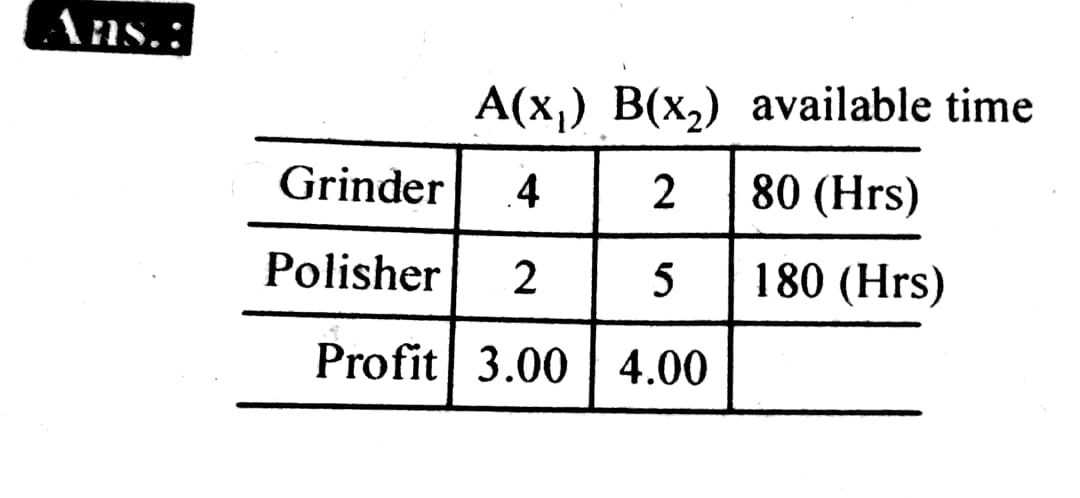 Ans.:
A(x₁) B(x₂) available time
Grinder 4 2 80 (Hrs)
Polisher 2 5 180 (Hrs)
Profit 3.00 4.00